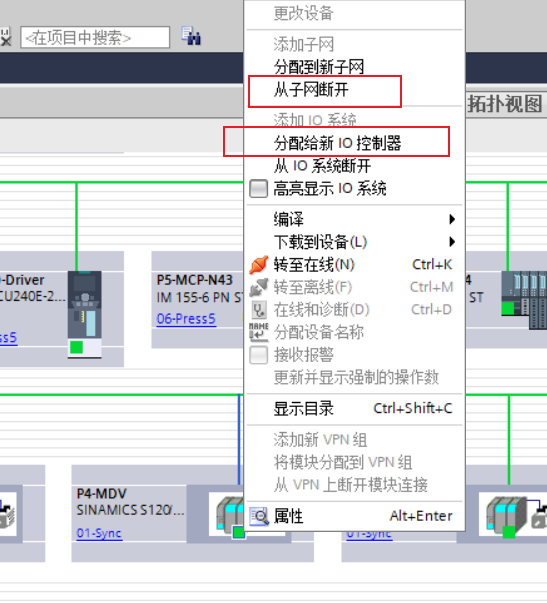 <在项目中搜索>
更改设备
添加子网
分配到新子网
从子网断开
拓扑视图
添加 IO 系统
分配给新 IO 控制器
从 IO 系统断开
高亮显示 IO 系统
编译
下载到设备(L)
转至在线(N) Ctrl+K
转至离线(F) Ctrl+M
在线和诊断(D) Ctrl+D
分配设备名称
接收报警
更新并显示强制的操作数
显示目录 Ctrl+Shift+C
添加新 VPN 组
将模块分配到 VPN 组
从 VPN 上断开模块连接
属性 Alt+Enter
-Driver
CU240E-2...
ss5
P5-MCP-N43
IM 155-6 PN ST
06-Press5
4
ST
P4-MDV
SINAMICS S120/...
01-Sync
01-Sync